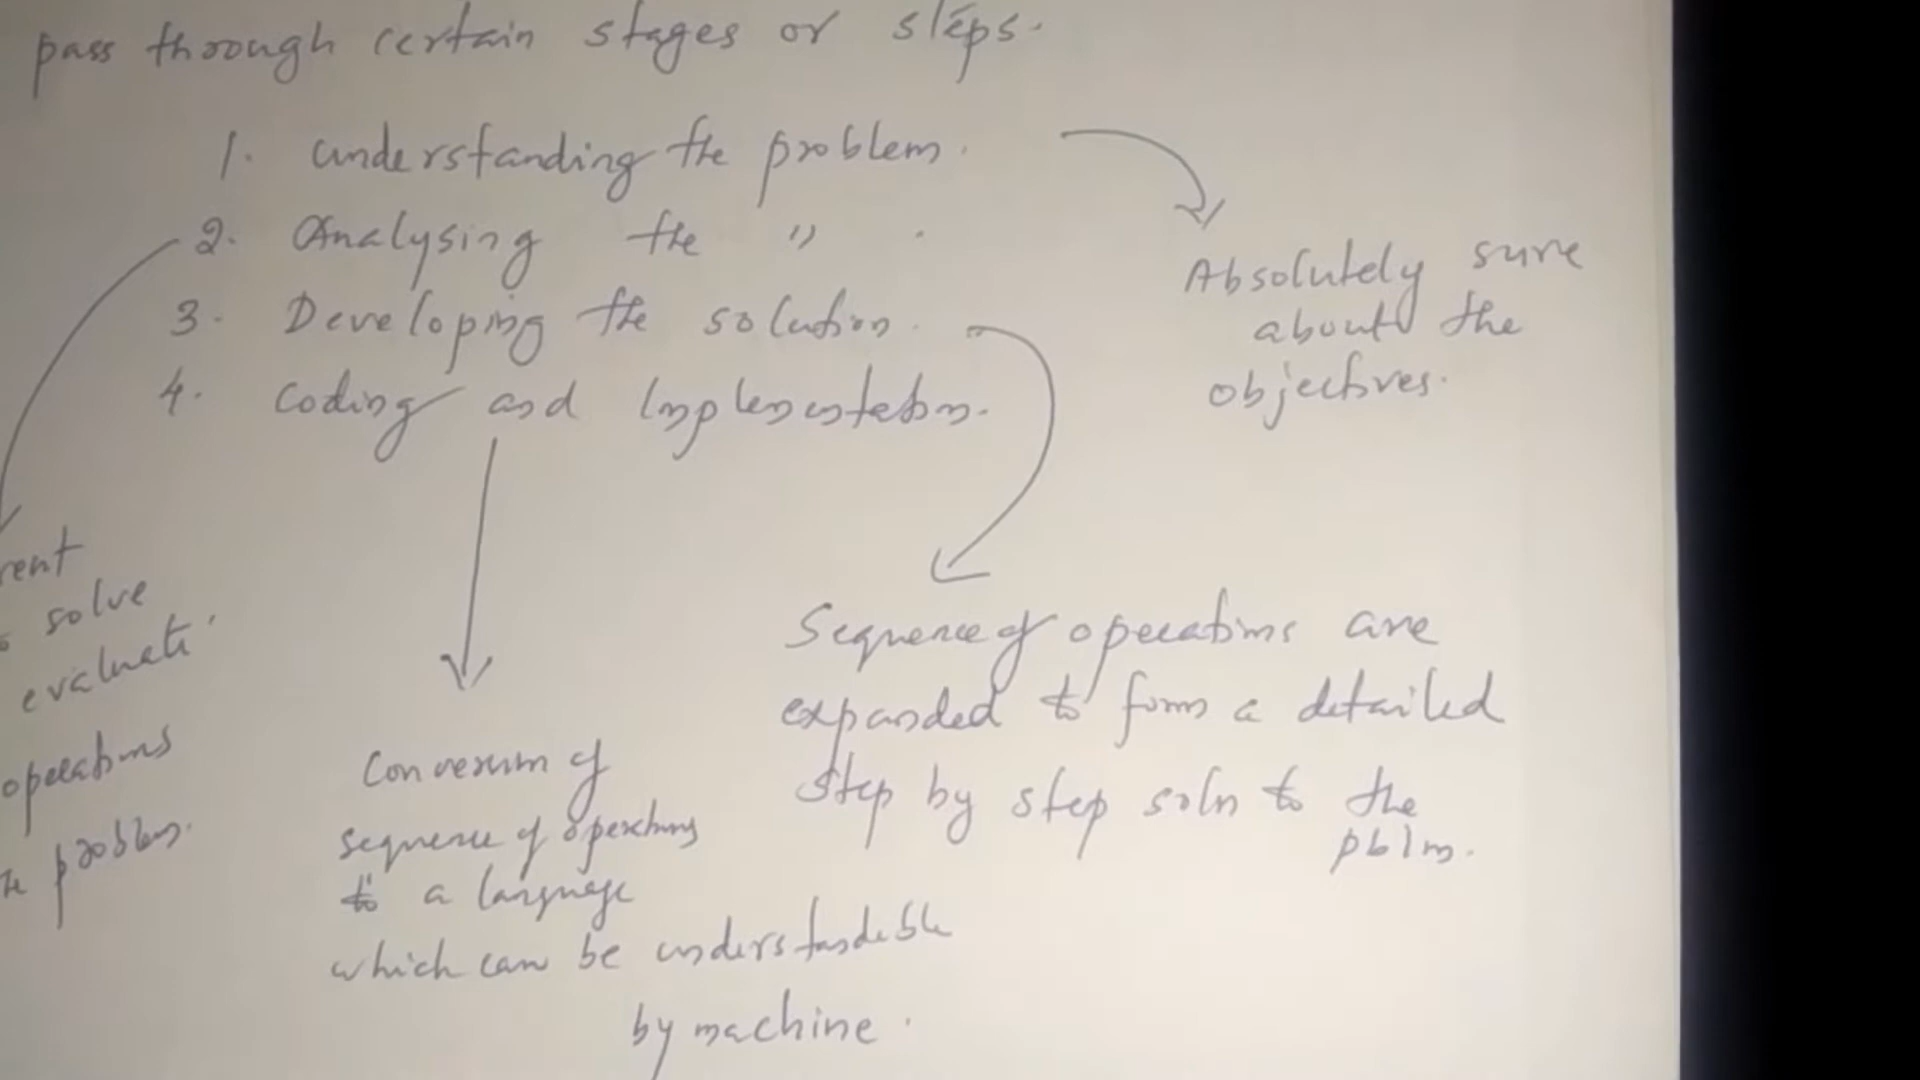 pass through certain stages or steps.
1. understanding the problem.
2. Analysing the " .
3. Developing the solution.
4. Coding and Implementation.
Absolutely sure
about the
objectives.
rent
solve
evaluate
operations
problem.
Sequence of operations are
expanded to form a detailed
step by step soln to the
pblm.
Conversion of
sequence of operations
to a language
which can be understandable
by machine.